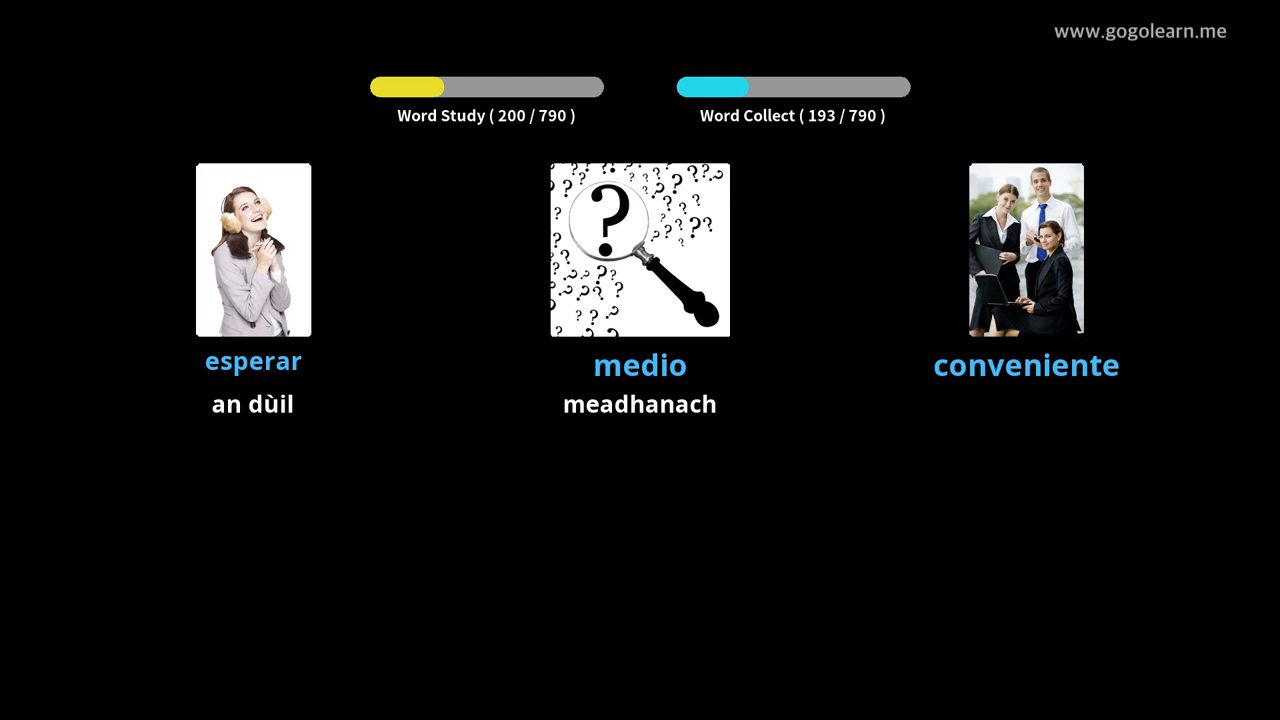 www.gogolearn.me
Word Study ( 200 / 790 )
Word Collect ( 193 / 790 )
esperar
medio
conveniente
an dùil
meadhanach